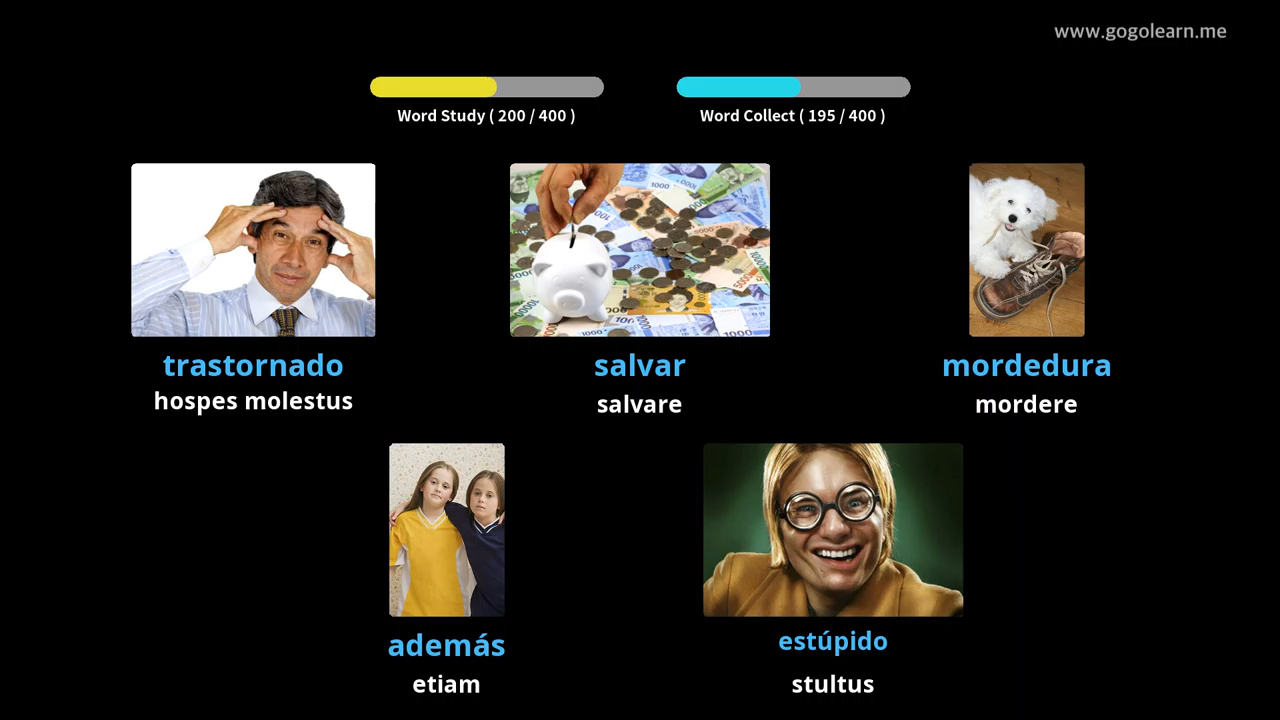 www.gogolearn.me
Word Study ( 200 / 400 )
Word Collect ( 195 / 400 )
trastornado
hospes molestus
salvar
salvare
mordedura
mordere
además
etiam
estúpido
stultus